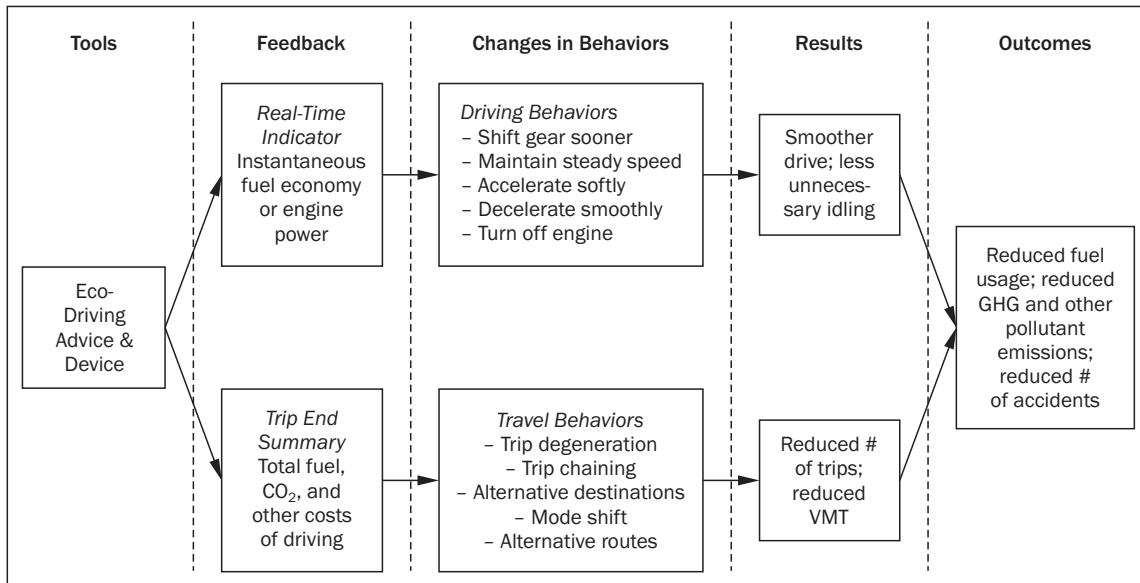 Tools
Feedback
Changes in Behaviors
Results
Outcomes
Eco-
Driving
Advice &
Device
Real-Time
Indicator
Instantaneous
fuel economy
or engine
power
Driving Behaviors
– Shift gear sooner
– Maintain steady speed
– Accelerate softly
– Decelerate smoothly
– Turn off engine
Smoother
drive; less
unneces-
sary idling
Trip End
Summary
Total fuel,
CO₂, and
other costs
of driving
Travel Behaviors
– Trip degeneration
– Trip chaining
– Alternative destinations
– Mode shift
– Alternative routes
Reduced #
of trips;
reduced
VMT
Reduced fuel
usage; reduced
GHG and other
pollutant
emissions;
reduced #
of accidents